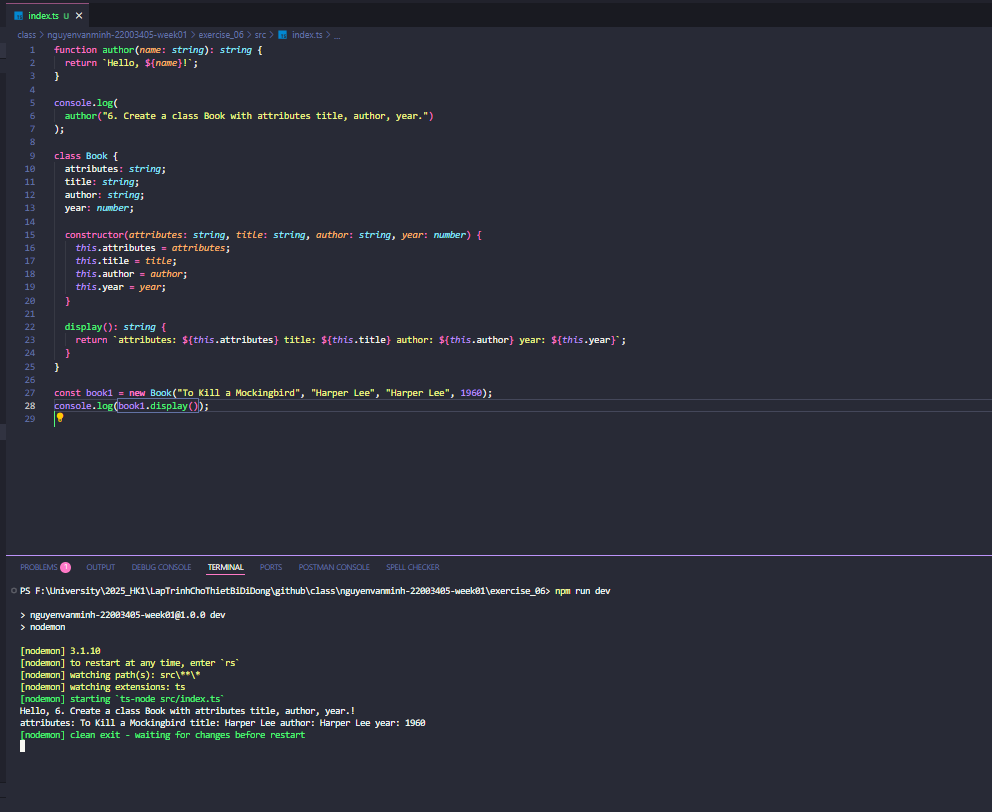 index.ts U
class > nguyenvanminh-22003405-week01 > exercise_06 > src > index.ts > ...
1 function author(name: string): string {
2 return `Hello, ${name}!`;
3 }
4
5 console.log(
6 author("6. Create a class Book with attributes title, author, year.")
7 );
8
9 class Book {
10 attributes: string;
11 title: string;
12 author: string;
13 year: number;
14
15 constructor(attributes: string, title: string, author: string, year: number) {
16 this.attributes = attributes;
17 this.title = title;
18 this.author = author;
19 this.year = year;
20 }
21
22 display(): string {
23 return `attributes: ${this.attributes} title: ${this.title} author: ${this.author} year: ${this.year}`;
24 }
25 }
26
27 const book1 = new Book("To Kill a Mockingbird", "Harper Lee", "Harper Lee", 1960);
28 console.log(book1.display());
29
PROBLEMS 1 OUTPUT DEBUG CONSOLE TERMINAL PORTS POSTMAN CONSOLE SPELL CHECKER
PS F:\University\2025_HK1\LapTrinhChoThietBiDiDong\github\class\nguyenvanminh-22003405-week01\exercise_06> npm run dev
> nguyenvanminh-22003405-week01@1.0.0 dev
> nodemon
[nodemon] 3.1.10
[nodemon] to restart at any time, enter `rs`
[nodemon] watching path(s): src\**\*
[nodemon] watching extensions: ts
[nodemon] starting `ts-node src/index.ts`
Hello, 6. Create a class Book with attributes title, author, year.!
attributes: To Kill a Mockingbird title: Harper Lee author: Harper Lee year: 1960
[nodemon] clean exit - waiting for changes before restart